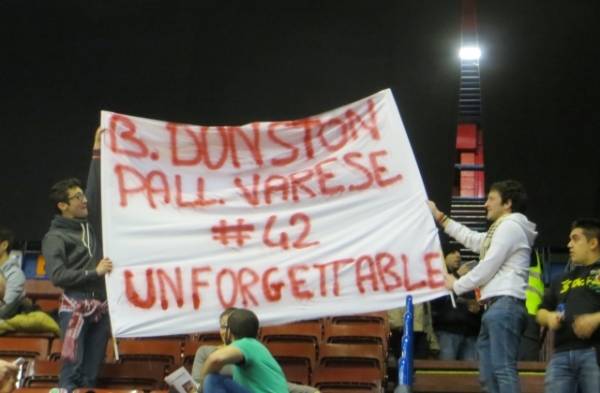 B. DUNSTON
PALL. VARESE
#42
UNFORGETTABLE